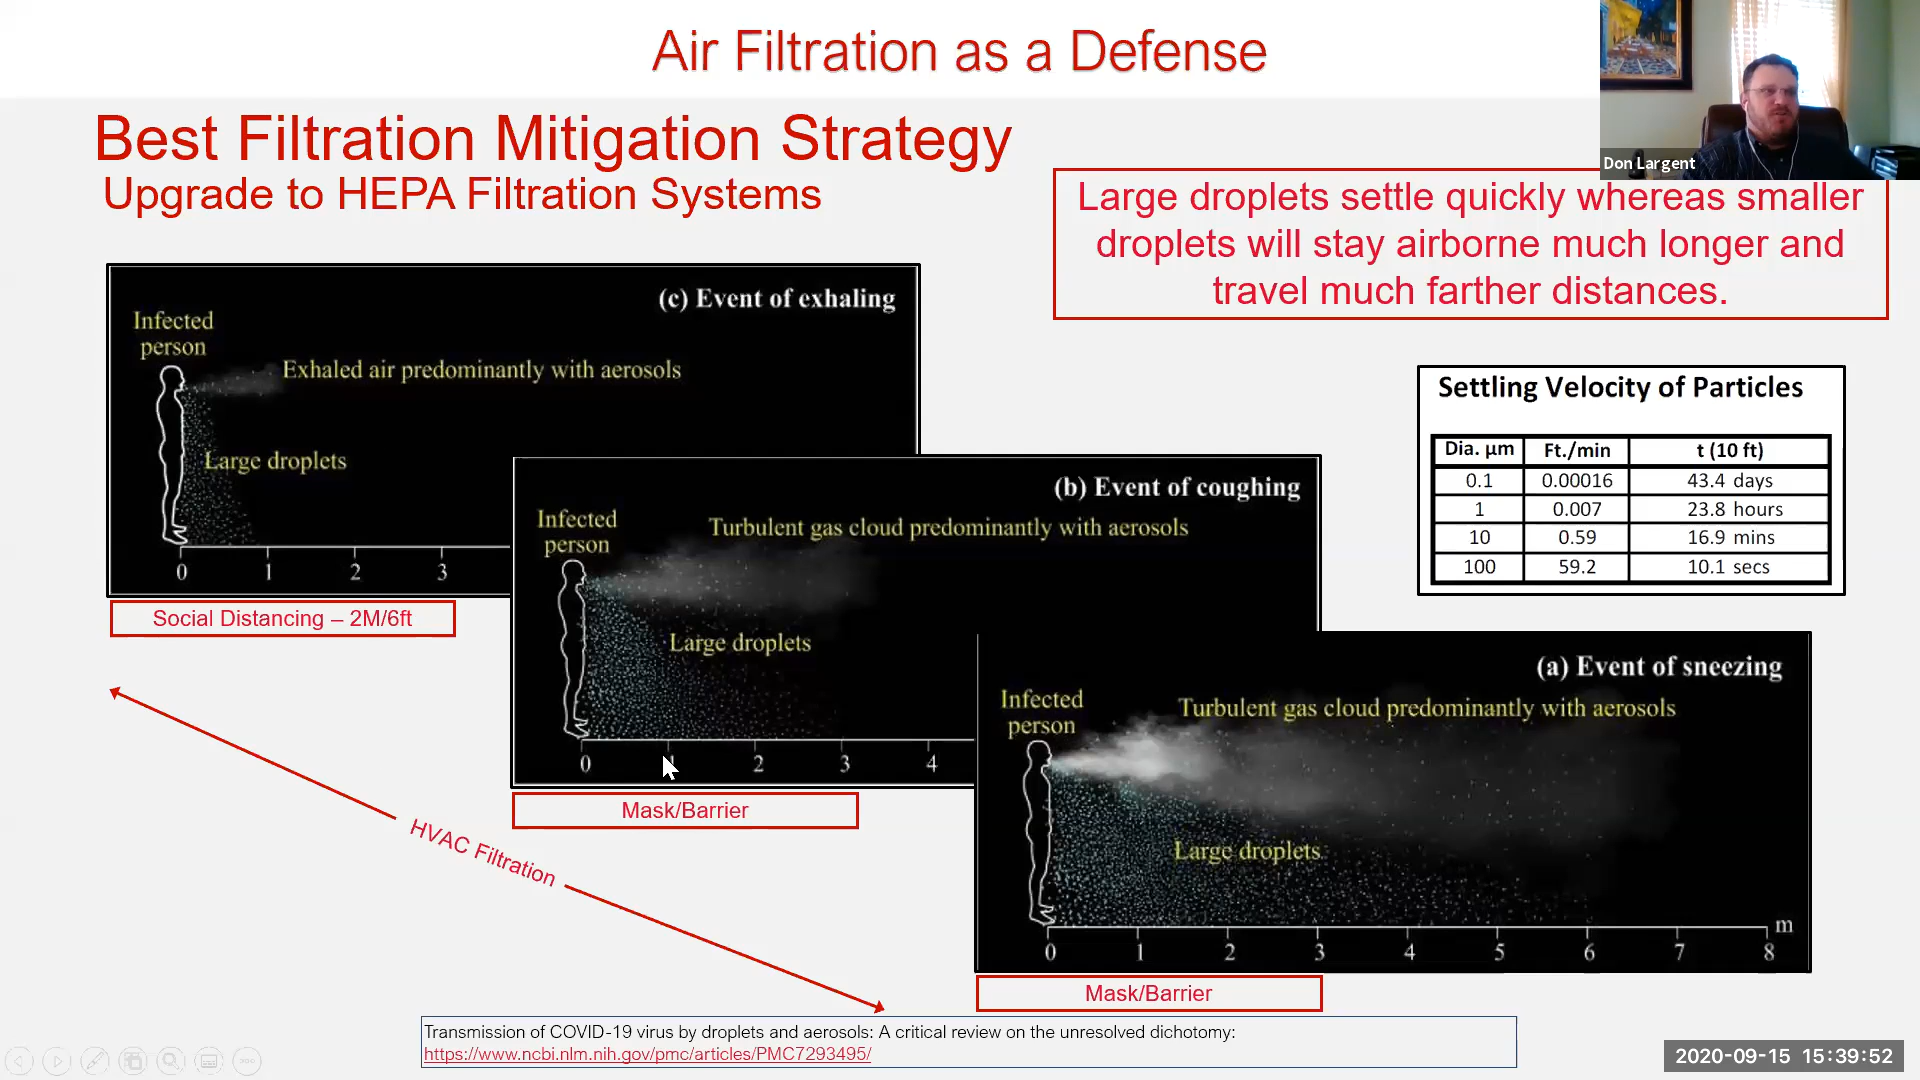 Air Filtration as a Defense
Best Filtration Mitigation Strategy
Upgrade to HEPA Filtration Systems
Don Largent
Large droplets settle quickly whereas smaller
droplets will stay airborne much longer and
travel much farther distances.
(c) Event of exhaling
Infected
person
Exhaled air predominantly with aerosols
Large droplets
0 1 2 3
Social Distancing – 2M/6ft
Settling Velocity of Particles
Dia. µm Ft./min t (10 ft)
0.1 0.00016 43.4 days
1 0.007 23.8 hours
10 0.59 16.9 mins
100 59.2 10.1 secs
(b) Event of coughing
Infected
person
Turbulent gas cloud predominantly with aerosols
Large droplets
0 1 2 3 4
Mask/Barrier
(a) Event of sneezing
Infected
person
Turbulent gas cloud predominantly with aerosols
Large droplets
m
0 1 2 3 4 5 6 7 8
Mask/Barrier
HVAC Filtration
Transmission of COVID-19 virus by droplets and aerosols: A critical review on the unresolved dichotomy:
https://www.ncbi.nlm.nih.gov/pmc/articles/PMC7293495/
2020-09-15 15:39:52